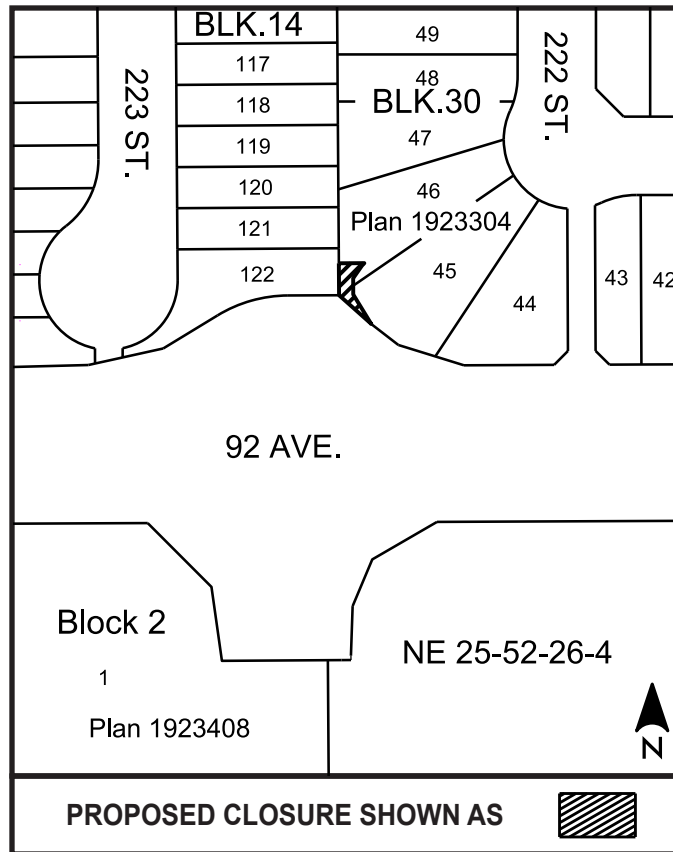 BLK.14
49
117
48
223 ST.
222 ST.
118
BLK.30
119
47
120
46
Plan 1923304
121
122
45
44
43
42
92 AVE.
Block 2
NE 25-52-26-4
1
Plan 1923408
N
PROPOSED CLOSURE SHOWN AS